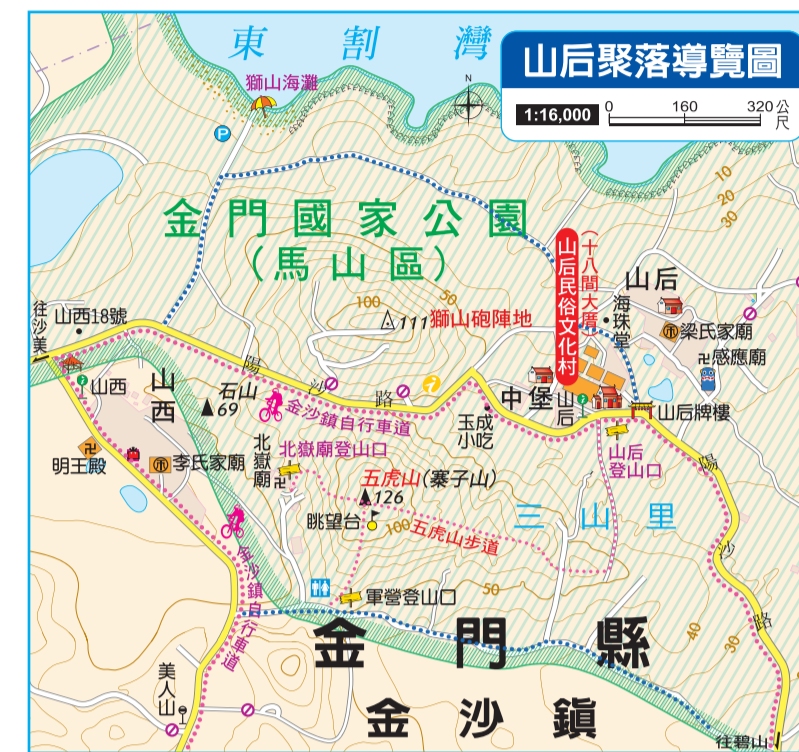 東割灣
山后聚落導覽圖
1:16,000
0 160 320 公尺
N
獅山海灘
P
金門國家公園
(馬山區)
10
20
30
山后民俗文化村
(十八間大厝)
山后
海珠堂
梁氏家廟
感應廟
100
50
111
獅山砲陣地
往沙美
山西18號
山西
山西
石山
69
陽沙路
金沙鎮自行車道
中堡
山后
玉成
小吃
山后牌樓
山后
登山口
明王殿
李氏家廟
北嶽廟
北嶽廟登山口
五虎山(寨子山)
126
眺望台
100
五虎山步道
三山里
陽沙路
金沙鎮自行車道
50
軍營登山口
40
30
金門縣
金沙鎮
美人山
往碧山